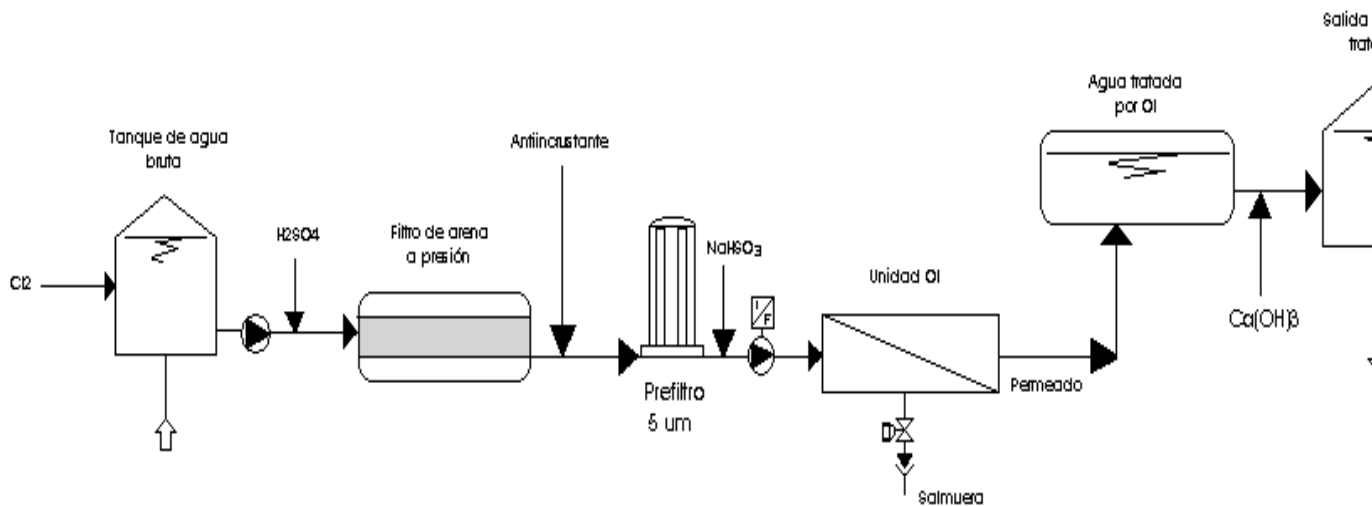 Salida
Agua tratada
por OI
Tanque de agua
bruta
Antiincrustante
H2SO4
Filtro de arena
a presión
NaHSO3
Unidad OI
Cl2
I/F
Ca(OH)3
Permeado
Prefiltro
5 um
Salmuera